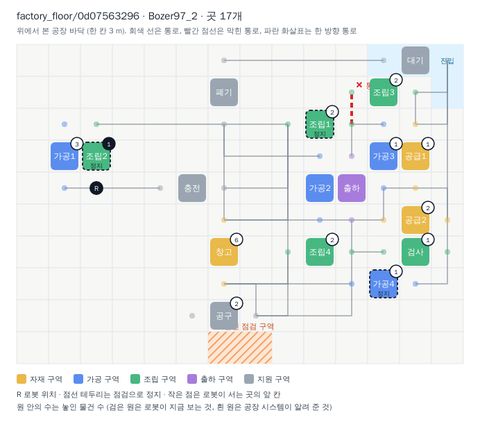 factory_floor/0d07563296 · Bozer97_2 · 곳 17개
위에서 본 공장 바닥 (한 칸 3 m). 회색 선은 통로, 빨간 점선은 막힌 통로, 파란 화살표는 한 방향 통로
대기
진입
폐기
조립3
2
조립1
2
정지
가공1
3
조립2
1
정지
가공3
1
공급1
1
R
충전
가공2
출하
공급2
2
창고
6
조립4
2
검사
1
가공4
1
정지
공구
2
점검 구역
자재 구역
가공 구역
조립 구역
출하 구역
지원 구역
R 로봇 위치 · 점선 테두리는 점검으로 정지 · 작은 점은 로봇이 서는 곳의 앞 칸
원 안의 수는 놓인 물건 수 (검은 원은 로봇이 지금 보는 것, 흰 원은 공장 시스템이 알려 준 것)